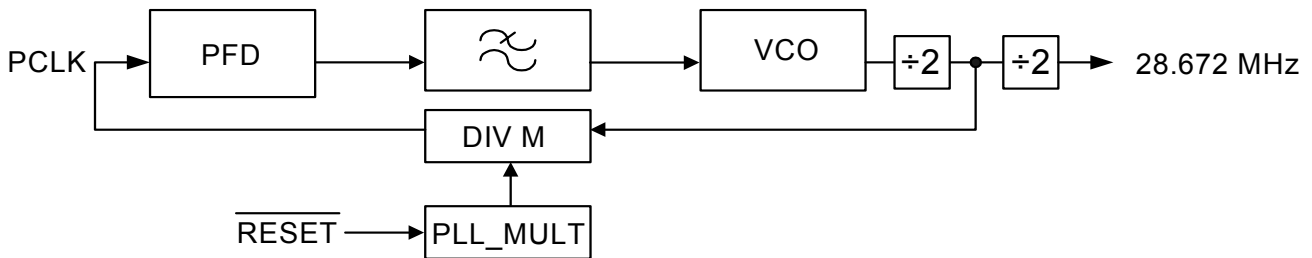 PCLK
PFD
VCO
÷2
÷2
28.672 MHz
DIV M
RESET
PLL_MULT